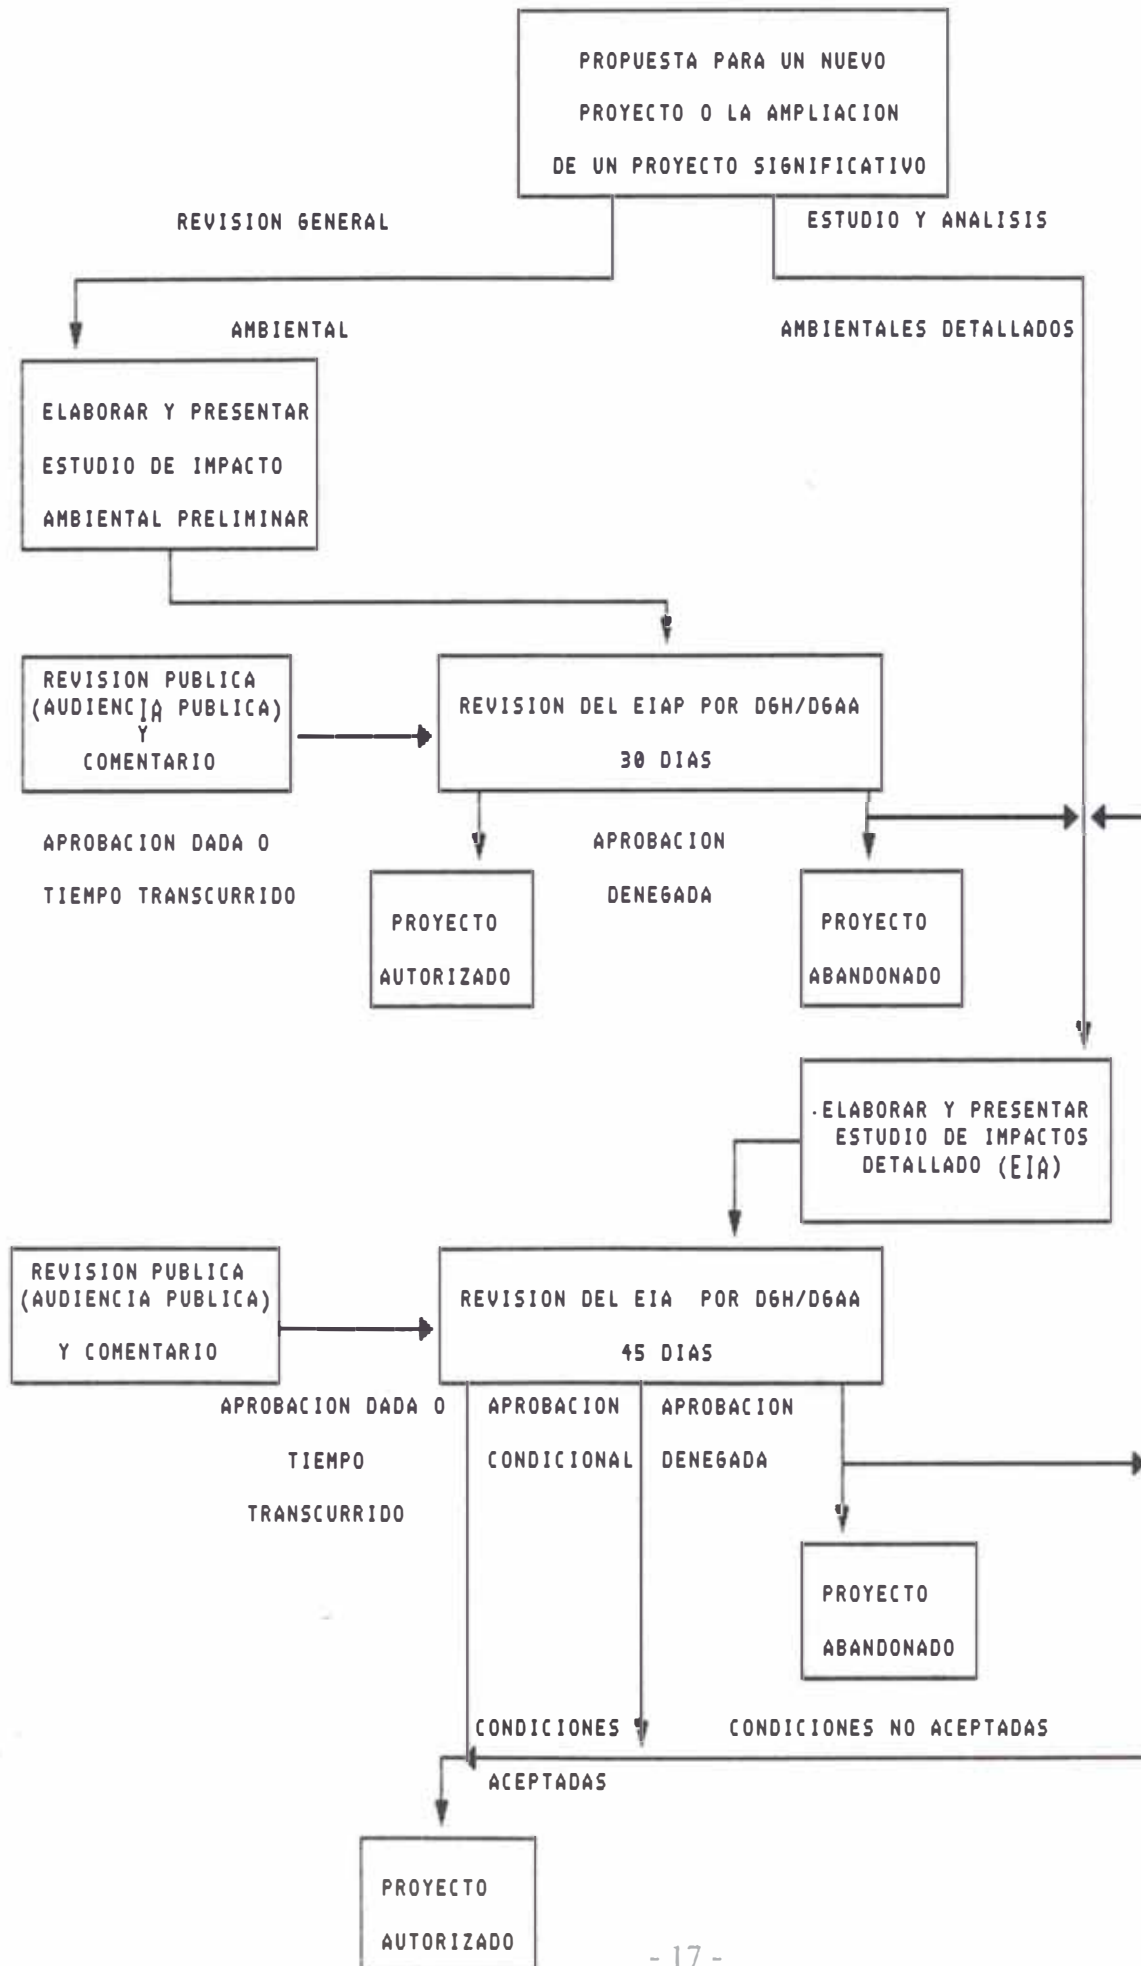 PROPUESTA PARA UN NUEVO
PROYECTO O LA AMPLIACION
DE UN PROYECTO SIGNIFICATIVO
REVISION GENERAL
ESTUDIO Y ANALISIS
AMBIENTAL
AMBIENTALES DETALLADOS
ELABORAR Y PRESENTAR
ESTUDIO DE IMPACTO
AMBIENTAL PRELIMINAR
REVISION PUBLICA
(AUDIENCIA PUBLICA)
Y
COMENTARIO
REVISION DEL EIAP POR DGH/DGAA
30 DIAS
APROBACION DADA O
TIEMPO TRANSCURRIDO
APROBACION
DENEGADA
PROYECTO
AUTORIZADO
PROYECTO
ABANDONADO
ELABORAR Y PRESENTAR
ESTUDIO DE IMPACTOS
DETALLADO (EIA)
REVISION PUBLICA
(AUDIENCIA PUBLICA)
Y COMENTARIO
REVISION DEL EIA POR DGH/DGAA
45 DIAS
APROBACION DADA O
TIEMPO
TRANSCURRIDO
APROBACION
CONDICIONAL
APROBACION
DENEGADA
PROYECTO
ABANDONADO
CONDICIONES
ACEPTADAS
CONDICIONES NO ACEPTADAS
PROYECTO
AUTORIZADO
- 17 -